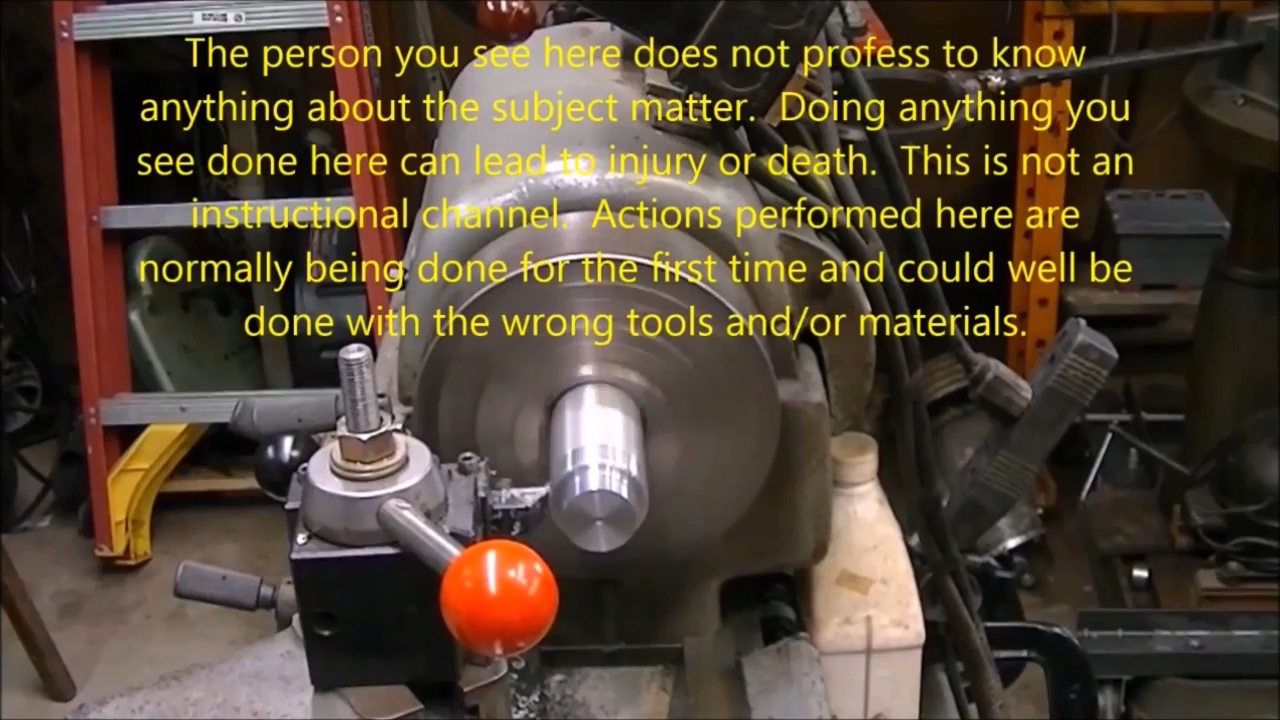 The person you see here does not profess to know
anything about the subject matter.  Doing anything you
see done here can lead to injury or death.  This is not an
instructional channel.  Actions performed here are
normally being done for the first time and could well be
done with the wrong tools and/or materials.